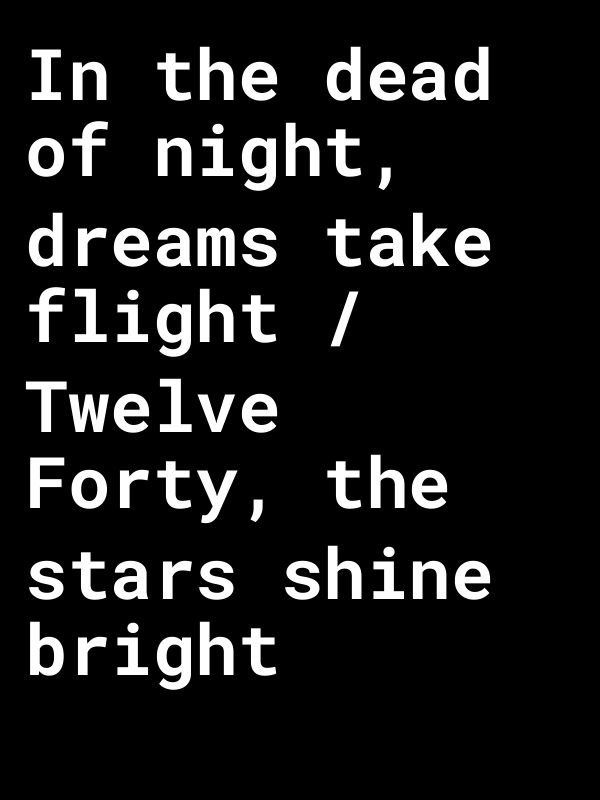 In the dead
of night,
dreams take
flight /
Twelve
Forty, the
stars shine
bright